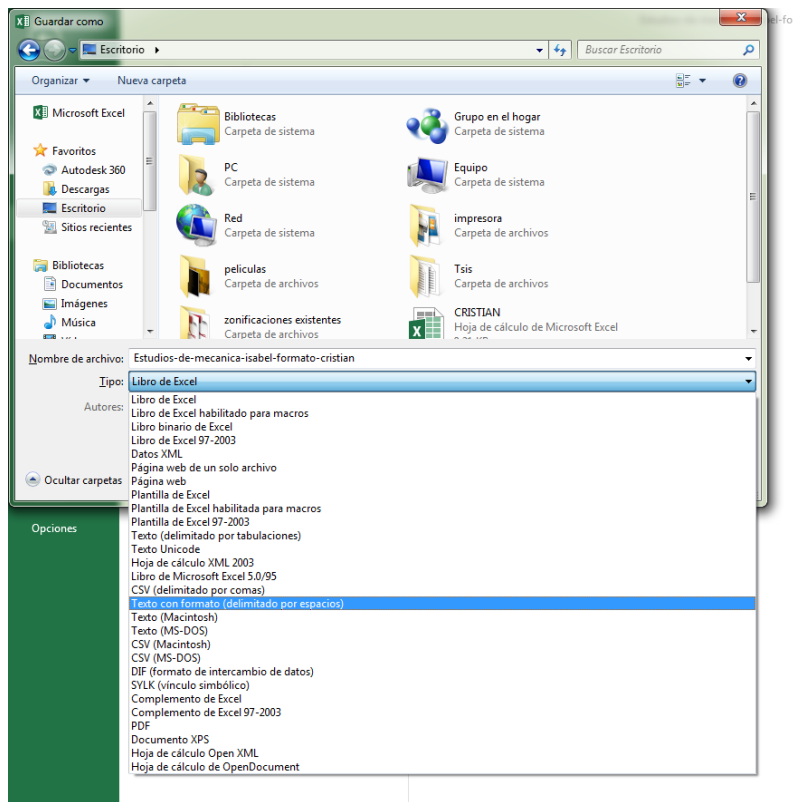 Guardar como
el-fo
Escritorio
Buscar Escritorio
Organizar
Nueva carpeta
Microsoft Excel
Favoritos
Autodesk 360
Descargas
Escritorio
Sitios recientes
Bibliotecas
Documentos
Imágenes
Música
Bibliotecas
Carpeta de sistema
Grupo en el hogar
Carpeta de sistema
PC
Carpeta de sistema
Equipo
Carpeta de sistema
Red
Carpeta de sistema
impresora
Carpeta de archivos
peliculas
Carpeta de archivos
Tsis
Carpeta de archivos
zonificaciones existentes
Carpeta de archivos
CRISTIAN
Hoja de cálculo de Microsoft Excel
Nombre de archivo: Estudios-de-mecanica-isabel-formato-cristian
Tipo: Libro de Excel
Autores:
Libro de Excel
Libro de Excel habilitado para macros
Libro binario de Excel
Libro de Excel 97-2003
Datos XML
Página web de un solo archivo
Página web
Plantilla de Excel
Plantilla de Excel habilitada para macros
Plantilla de Excel 97-2003
Texto (delimitado por tabulaciones)
Texto Unicode
Hoja de cálculo XML 2003
Libro de Microsoft Excel 5.0/95
CSV (delimitado por comas)
Texto con formato (delimitado por espacios)
Texto (Macintosh)
Texto (MS-DOS)
CSV (Macintosh)
CSV (MS-DOS)
DIF (formato de intercambio de datos)
SYLK (vínculo simbólico)
Complemento de Excel
Complemento de Excel 97-2003
PDF
Documento XPS
Hoja de cálculo Open XML
Hoja de cálculo de OpenDocument
Ocultar carpetas
Opciones